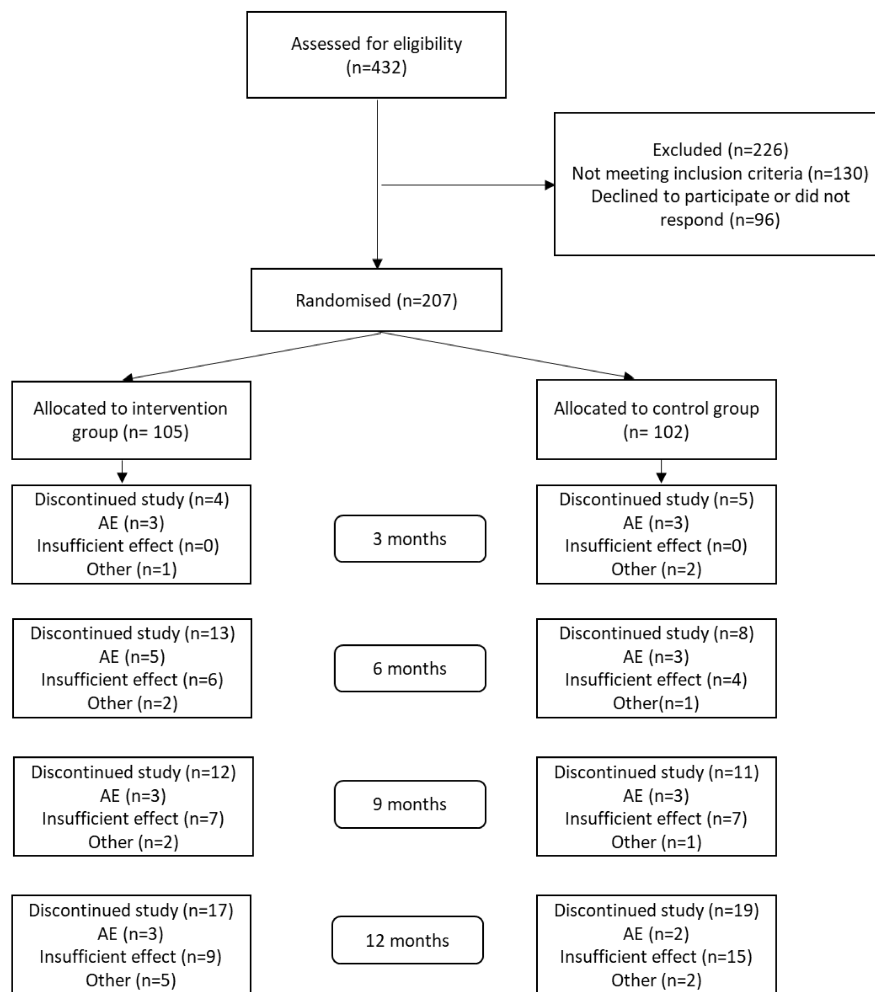 Assessed for eligibility
(n=432)
Excluded (n=226)
Not meeting inclusion criteria (n=130)
Declined to participate or did not
respond (n=96)
Randomised (n=207)
Allocated to intervention
group (n= 105)
Allocated to control group
(n= 102)
Discontinued study (n=4)
AE (n=3)
Insufficient effect (n=0)
Other (n=1)
3 months
Discontinued study (n=5)
AE (n=3)
Insufficient effect (n=0)
Other (n=2)
Discontinued study (n=13)
AE (n=5)
Insufficient effect (n=6)
Other (n=2)
6 months
Discontinued study (n=8)
AE (n=3)
Insufficient effect (n=4)
Other(n=1)
Discontinued study (n=12)
AE (n=3)
Insufficient effect (n=7)
Other (n=2)
9 months
Discontinued study (n=11)
AE (n=3)
Insufficient effect (n=7)
Other (n=1)
Discontinued study (n=17)
AE (n=3)
Insufficient effect (n=9)
Other (n=5)
12 months
Discontinued study (n=19)
AE (n=2)
Insufficient effect (n=15)
Other (n=2)